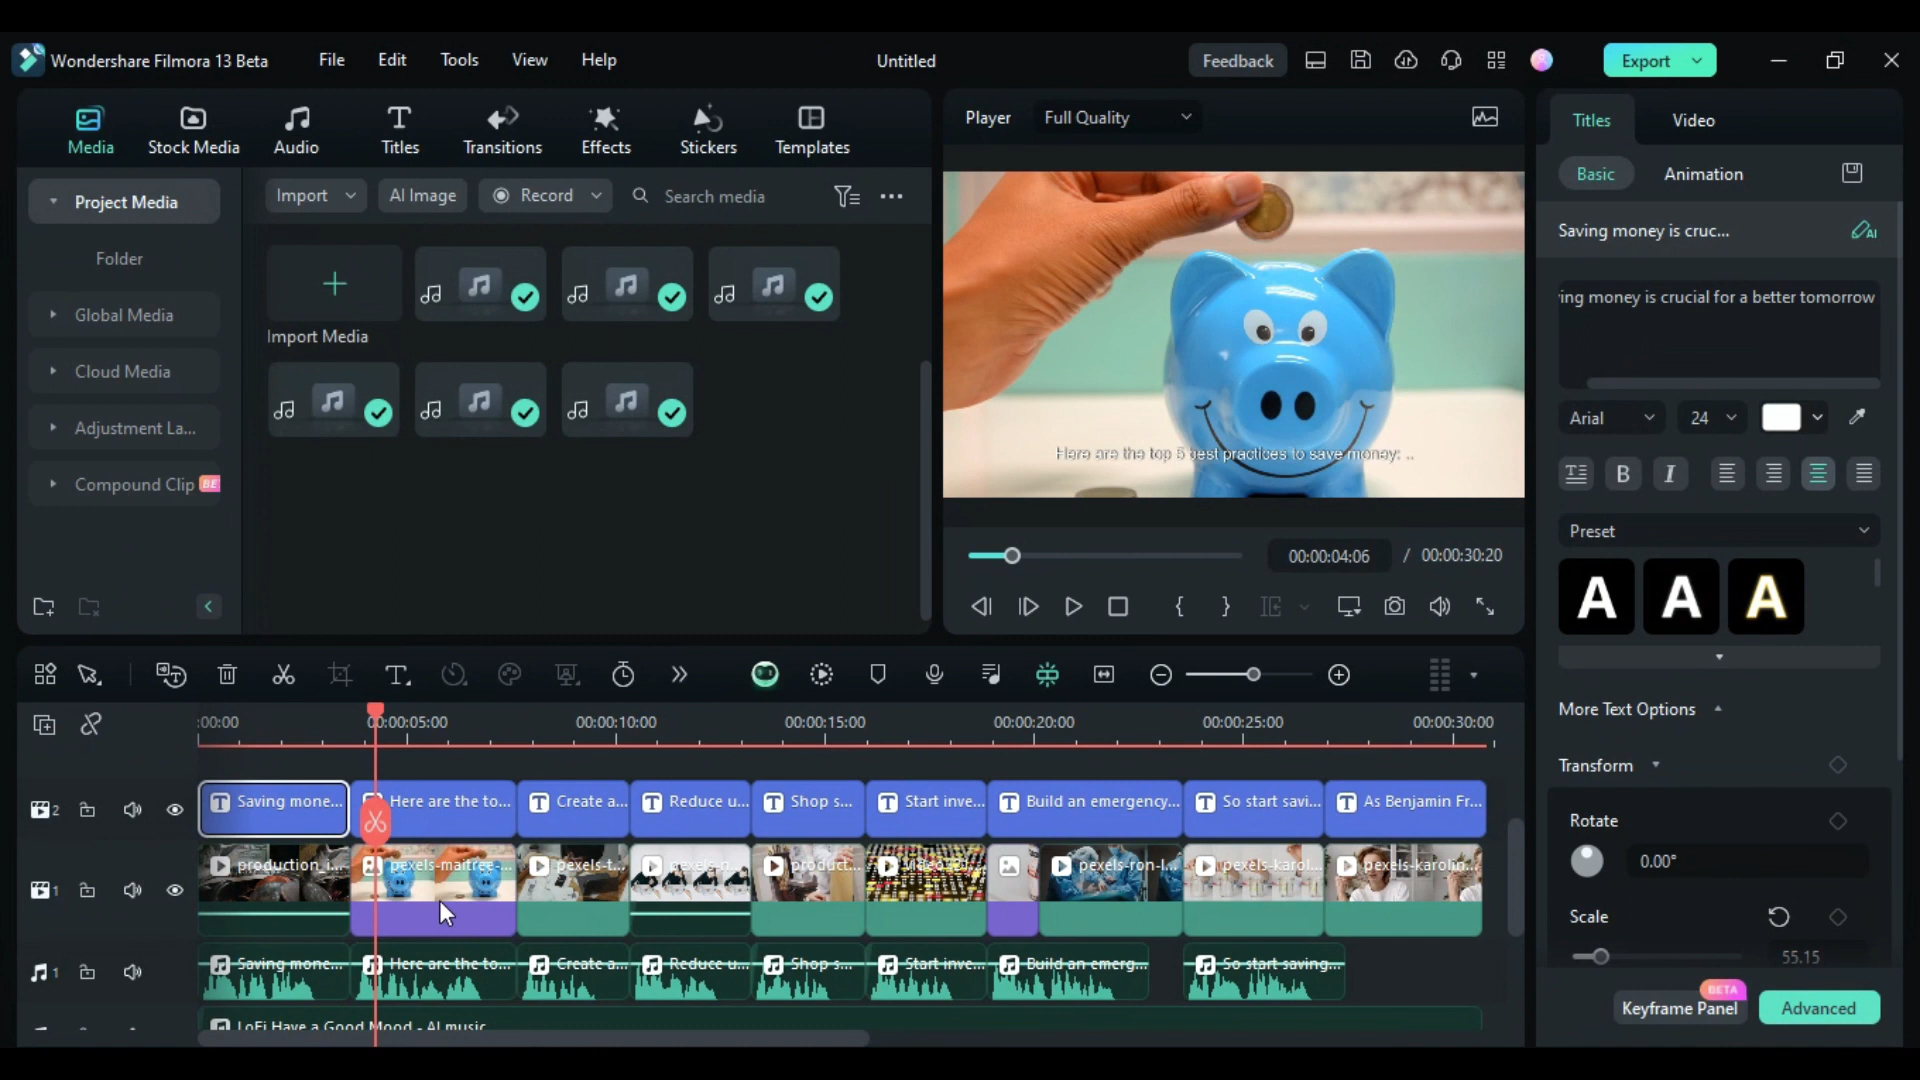 Wondershare Filmora 13 Beta
File
Edit
Tools
View
Help
Untitled
Feedback
Export
Media
Stock Media
Audio
Titles
Transitions
Effects
Stickers
Templates
Player
Full Quality
Titles
Video
Basic
Animation
Project Media
Folder
Global Media
Cloud Media
Adjustment La...
Compound Clip
BE
Import
AI Image
Record
Search media
Import Media
Here are the top 5 best practices to save money: ..
00:00:04:06 / 00:00:30:20
Saving money is cruc...
AI
ing money is crucial for a better tomorrow
Arial
24
B
I
Preset
A
A
A
More Text Options
Transform
Rotate
0.00°
Scale
55.15
BETA
Keyframe Panel
Advanced
:00:00
00:00:05:00
00:00:10:00
00:00:15:00
00:00:20:00
00:00:25:00
00:00:30:00
2
T Saving mone...
Here are the to...
T Create a...
T Reduce u...
T Shop s...
T Start inve...
T Build an emergency...
T So start savi...
T As Benjamin Fr...
1
production_i...
pexels-maitree-...
pexels-t...
pexels-n...
product...
pexels-ron-l...
pexels-karol...
pexels-karolin...
1
Saving mone...
Here are the to...
Create a...
Reduce u...
Shop s...
Start inve...
Build an emerg...
So start saving...
LoFi Have a Good Mood - AI music